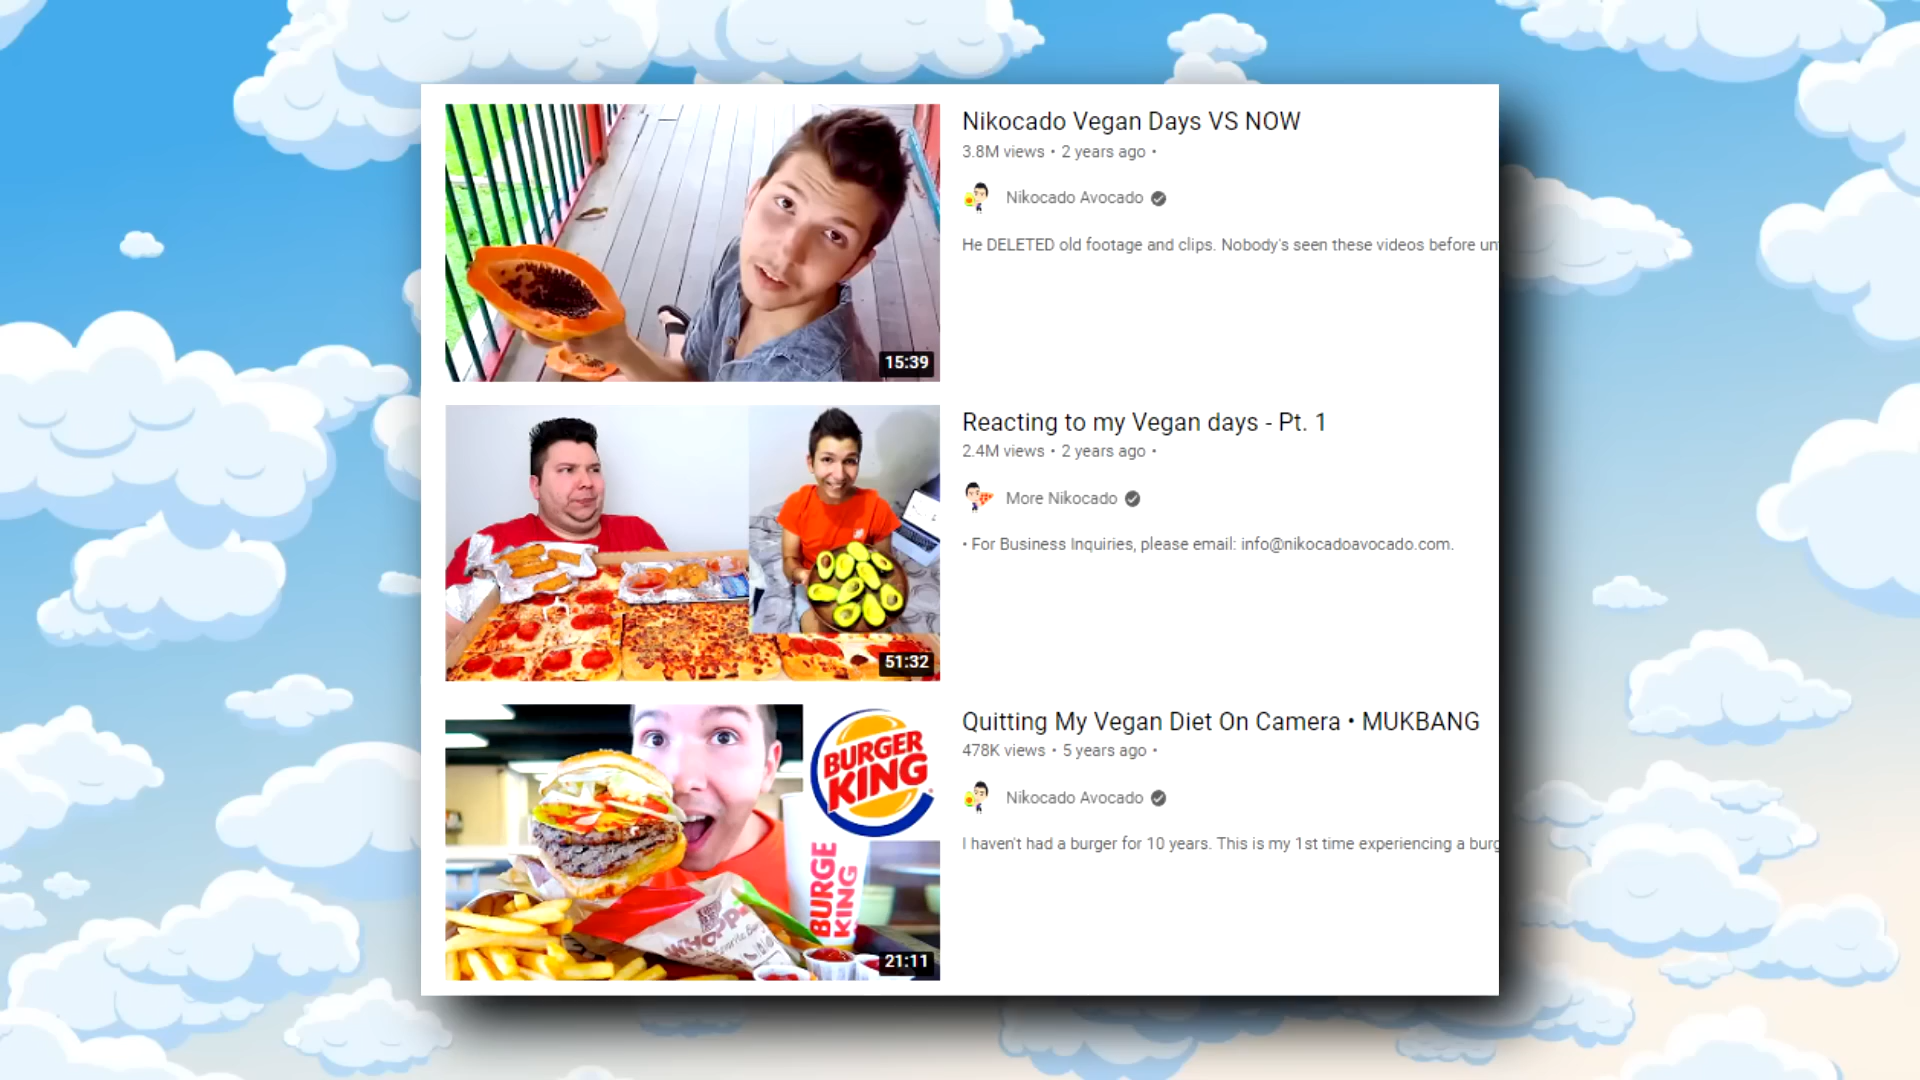 Nikocado Vegan Days VS NOW
3.8M views • 2 years ago •
Nikocado Avocado
He DELETED old footage and clips. Nobody's seen these videos before
15:39
Reacting to my Vegan days - Pt. 1
2.4M views • 2 years ago •
More Nikocado
• For Business Inquiries, please email: info@nikocadoavocado.com.
51:32
Quitting My Vegan Diet On Camera • MUKBANG
478K views • 5 years ago •
Nikocado Avocado
I haven't had a burger for 10 years. This is my 1st time experiencing a
BURGER
KING
BURGE
KING
21:11